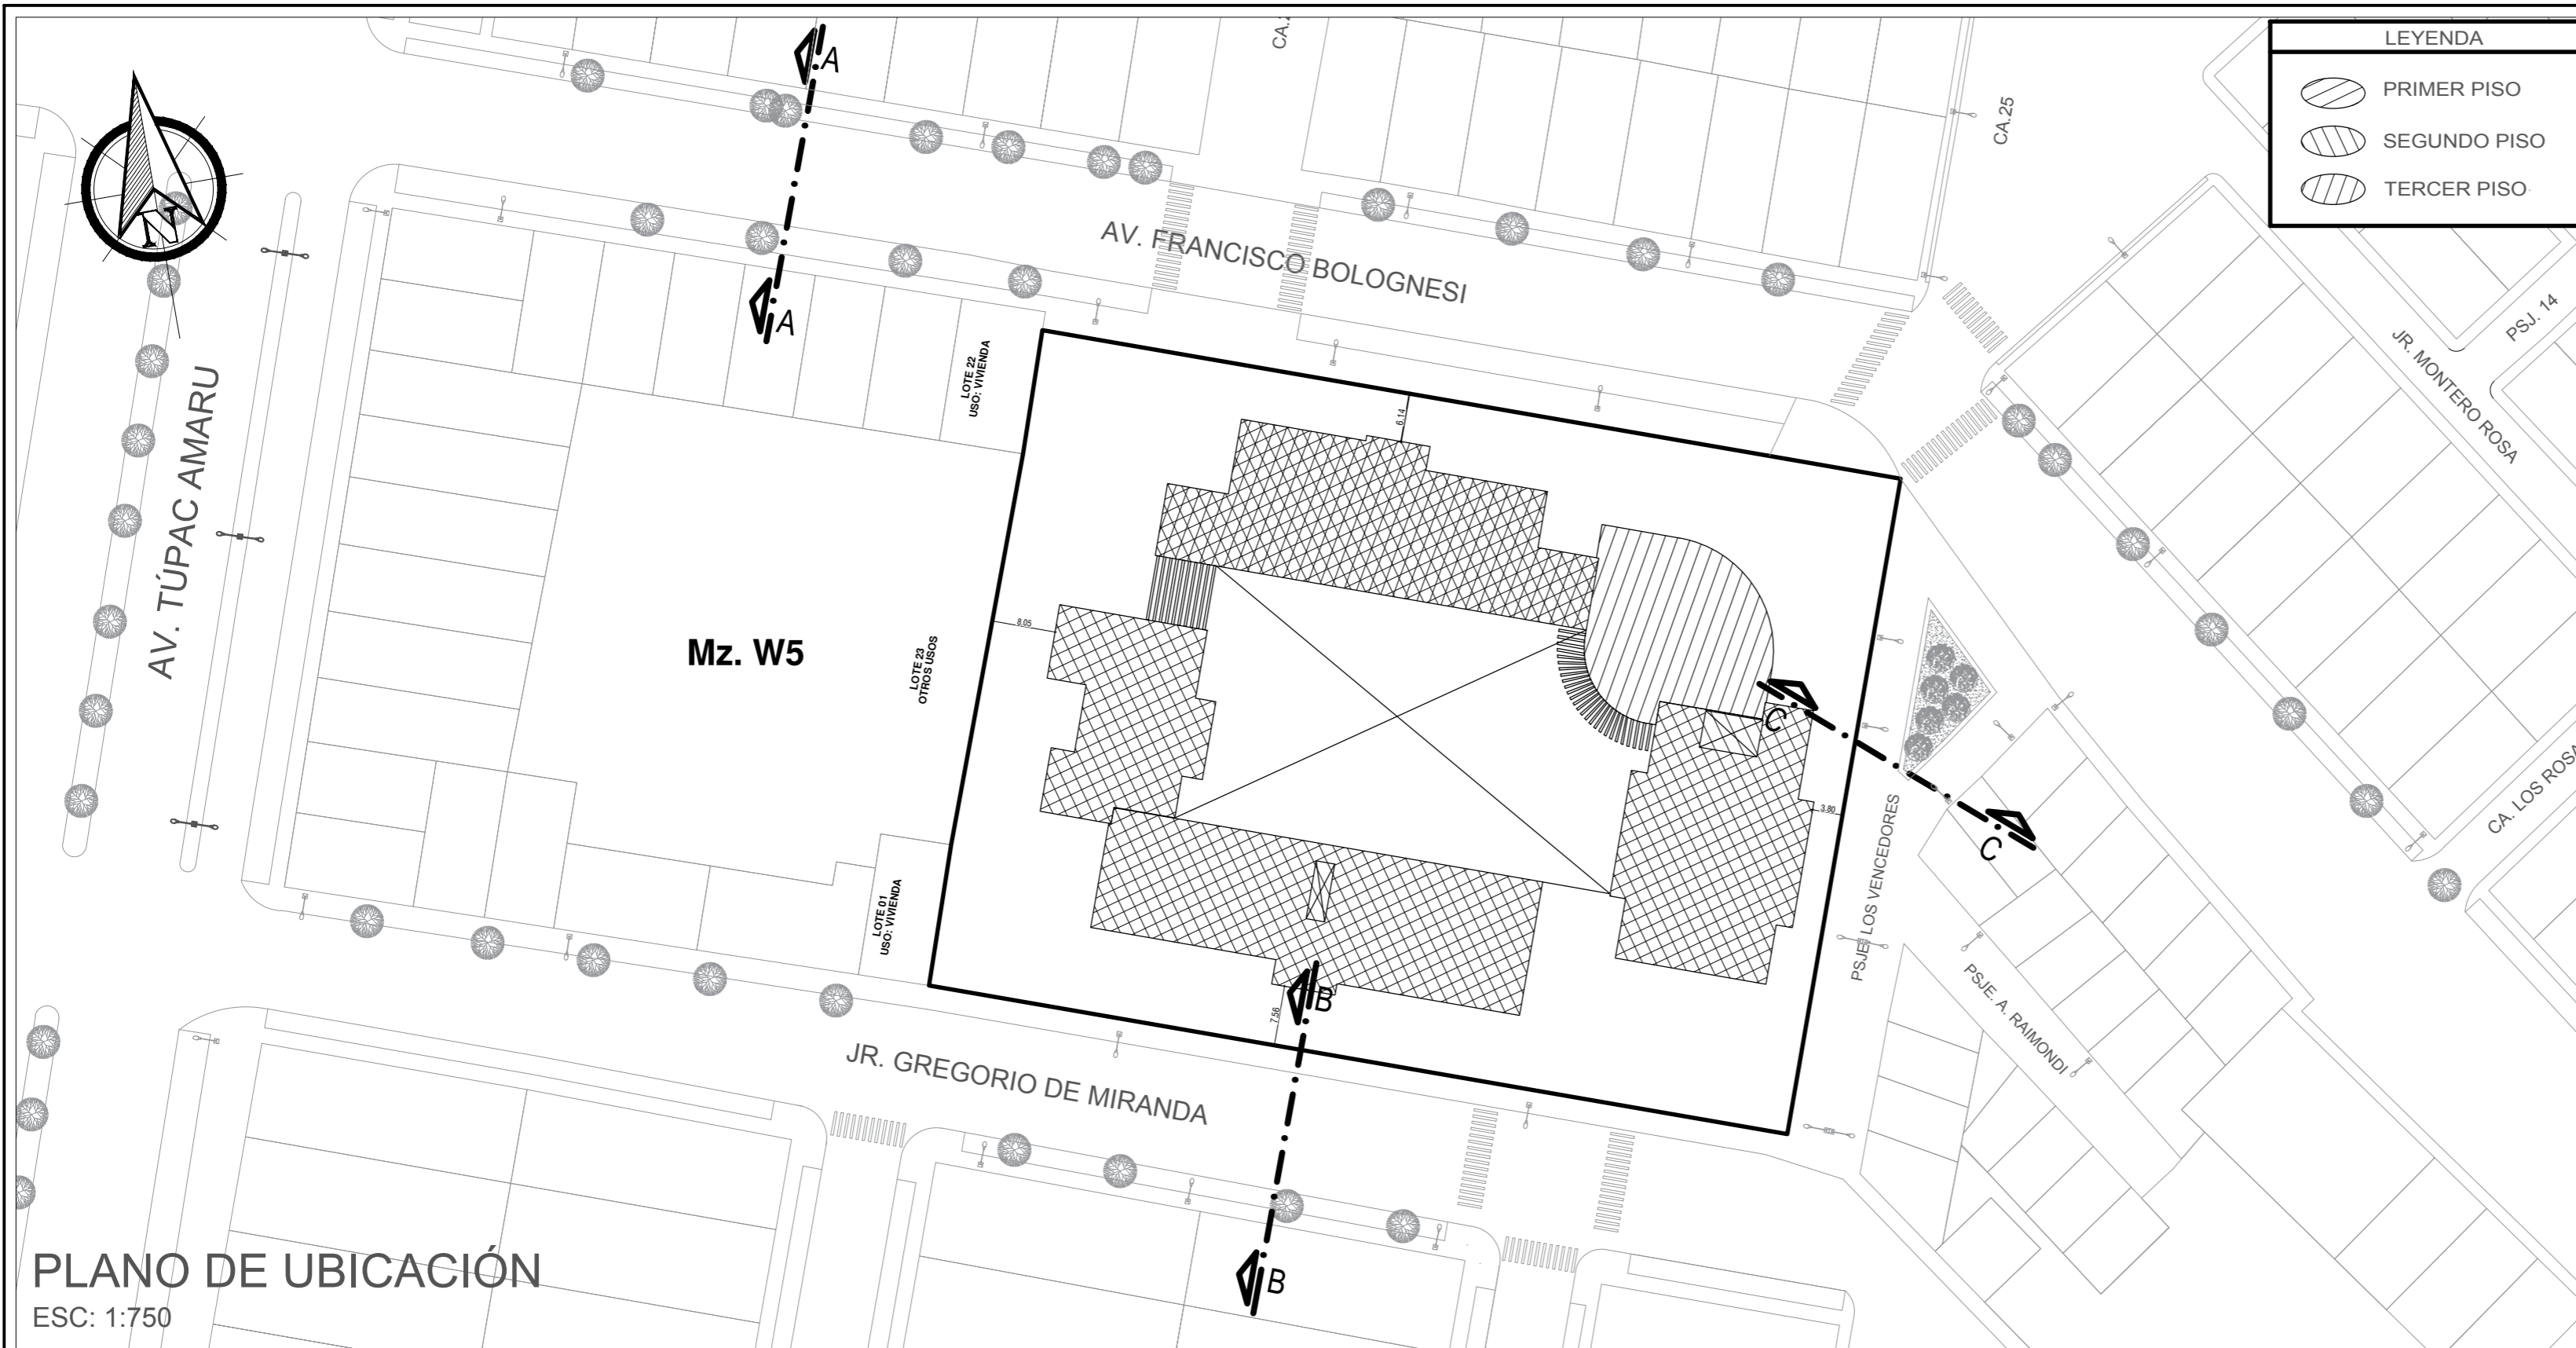 LEYENDA
PRIMER PISO
SEGUNDO PISO
TERCER PISO
A
A
N
CA.25
AV. FRANCISCO BOLOGNESI
PSJ. 14
JR. MONTERO ROSA
LOTE 22
USO: VIVIENDA
6.14
AV. TÚPAC AMARU
8.05
Mz. W5
LOTE 23
OTROS USOS
C
C
3.80
CA. LOS ROSA
PSJE. LOS VENCEDORES
LOTE 01
USO: VIVIENDA
PSJE. A. RAIMONDI
7.56
B
JR. GREGORIO DE MIRANDA
B
PLANO DE UBICACIÓN
ESC: 1:750